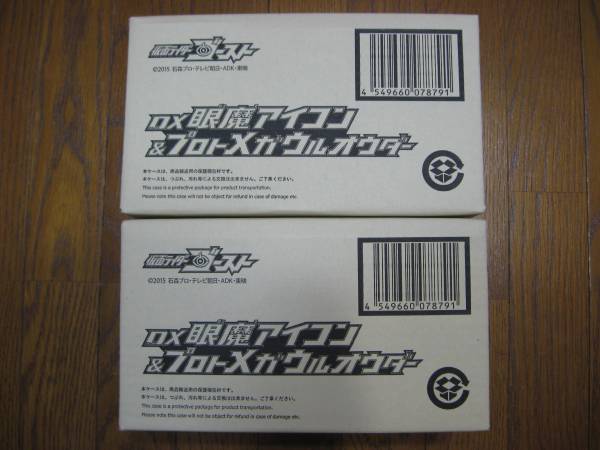 仮面ライダーゴースト
©2015 石森プロ・テレビ朝日・ADK・東映
4 549660 078791
DX眼魔アイコン
&プロトメガウルオウダー
本ケースは、商品輸送用の保護梱包材です。
本ケースは、つぶれ、汚れ等による交換は出来ません。ご了承ください。
This case is a protective package for product transportation.
Please note this case will not be object for refund in case of damage etc.
仮面ライダーゴースト
©2015 石森プロ・テレビ朝日・ADK・東映
4 549660 078791
DX眼魔アイコン
&プロトメガウルオウダー
本ケースは、商品輸送用の保護梱包材です。
本ケースは、つぶれ、汚れ等による交換は出来ません。ご了承ください。
This case is a protective package for product transportation.
Please note this case will not be object for refund in case of damage etc.